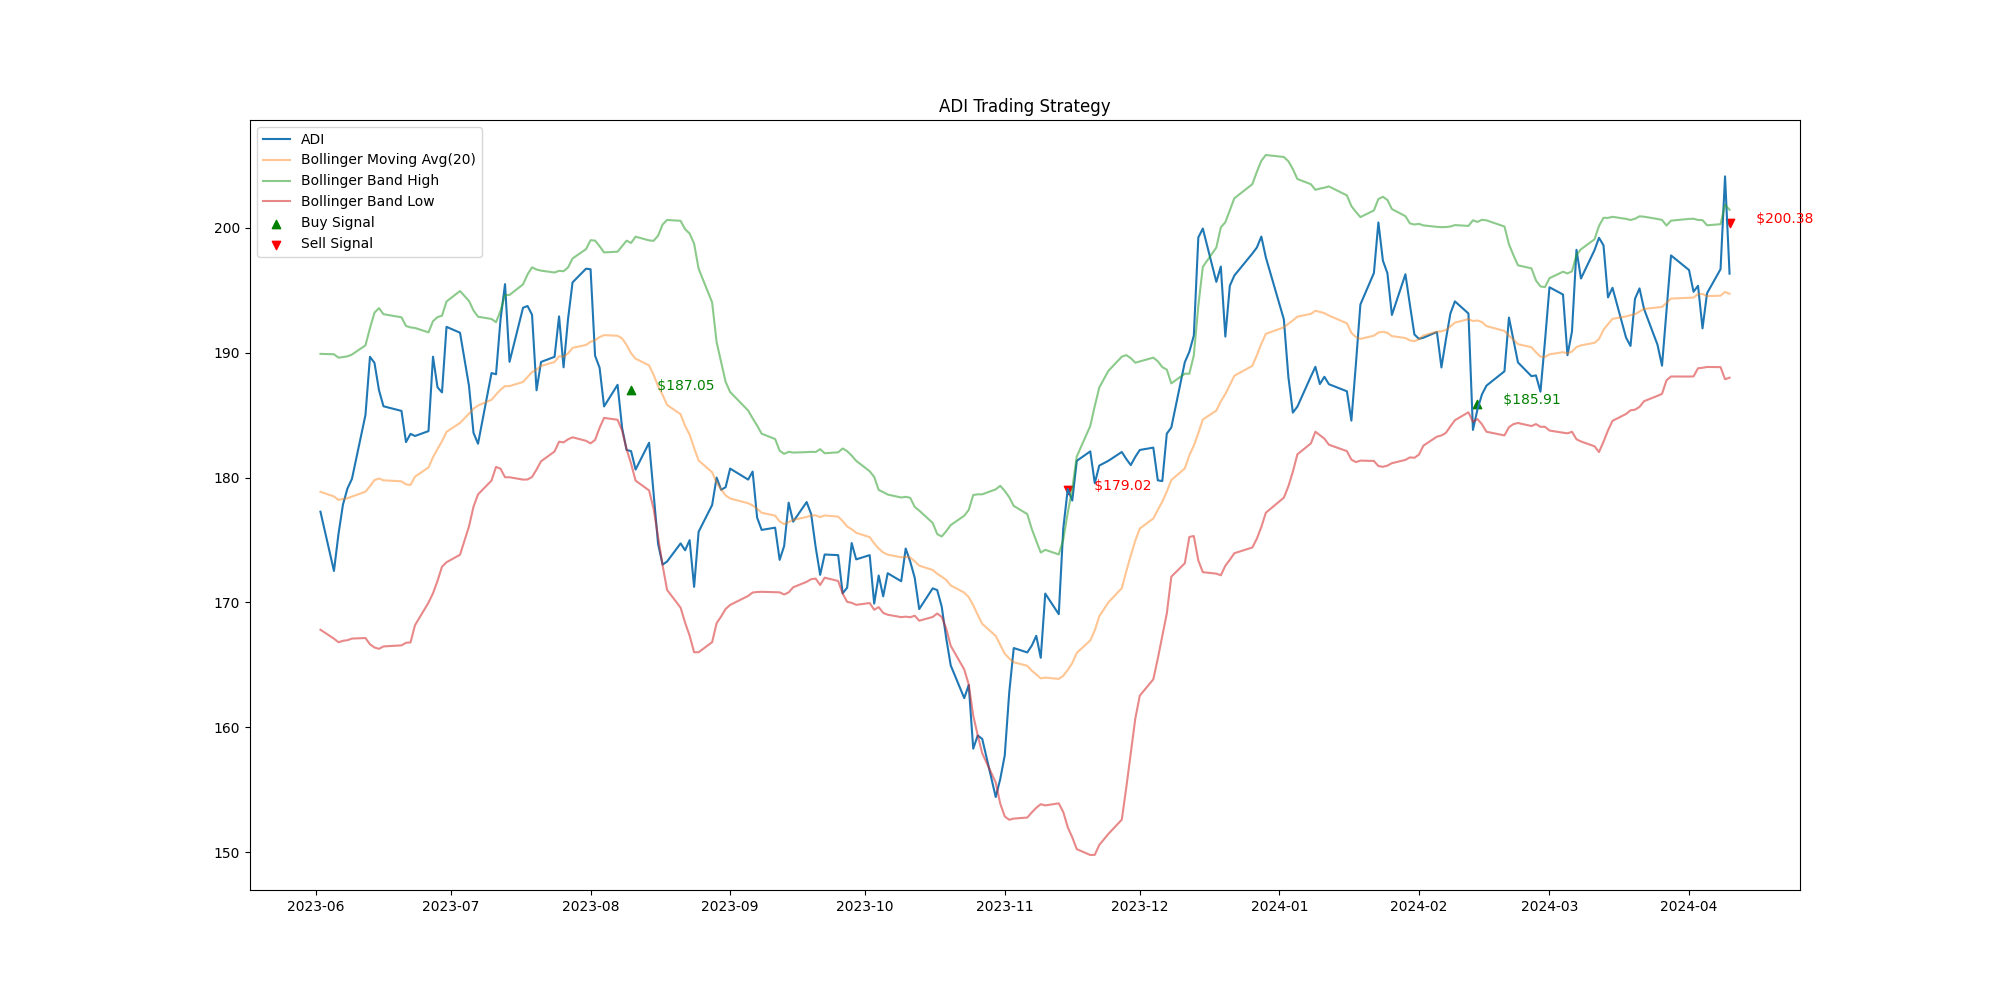 ADI Trading Strategy
ADI
Bollinger Moving Avg(20)
Bollinger Band High
Bollinger Band Low
Buy Signal
Sell Signal
200
190
180
170
160
150
$187.05
$179.02
$185.91
$200.38
2023-06 2023-07 2023-08 2023-09 2023-10 2023-11 2023-12 2024-01 2024-02 2024-03 2024-04